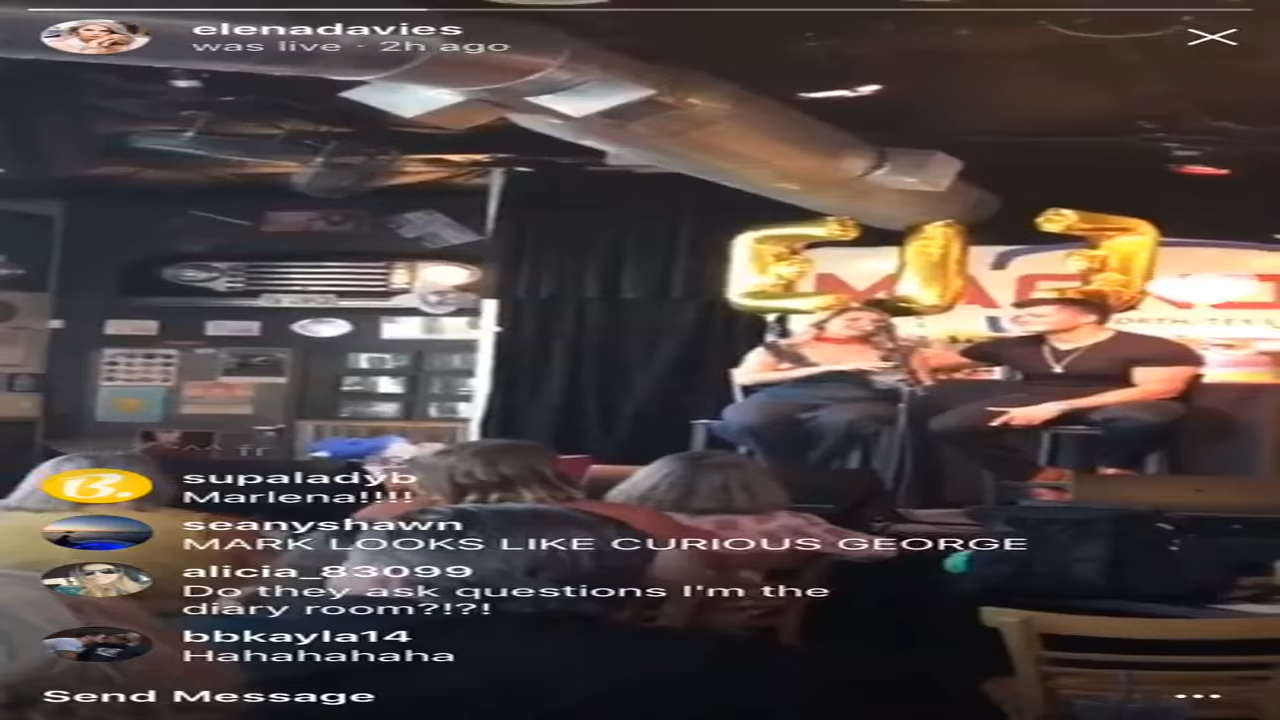 elenadavies
was live · 2h ago
supaladyb
Marlena!!!!
seanyshawn
MARK LOOKS LIKE CURIOUS GEORGE
alicia_83099
Do they ask questions I'm the
diary room?!?!
bbkayla14
Hahahahaha
Send Message